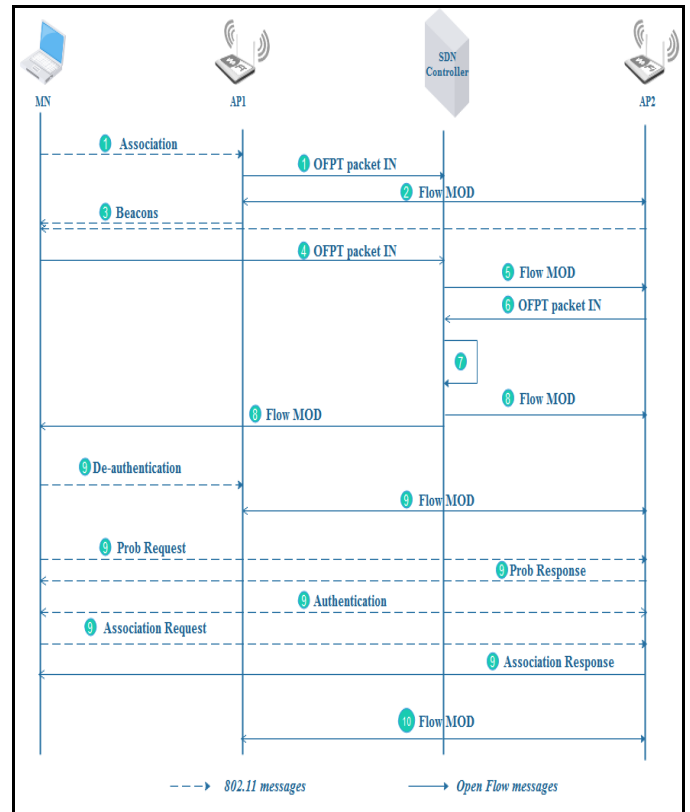 SDN
Controller
MN
AP1
AP2
1 Association
1 OFPT packet IN
2 Flow MOD
3 Beacons
4 OFPT packet IN
5 Flow MOD
6 OFPT packet IN
7
8 Flow MOD
8 Flow MOD
9 De-authentication
9 Flow MOD
9 Prob Request
9 Prob Response
9 Authentication
9 Association Request
9 Association Response
10 Flow MOD
802.11 messages
Open Flow messages